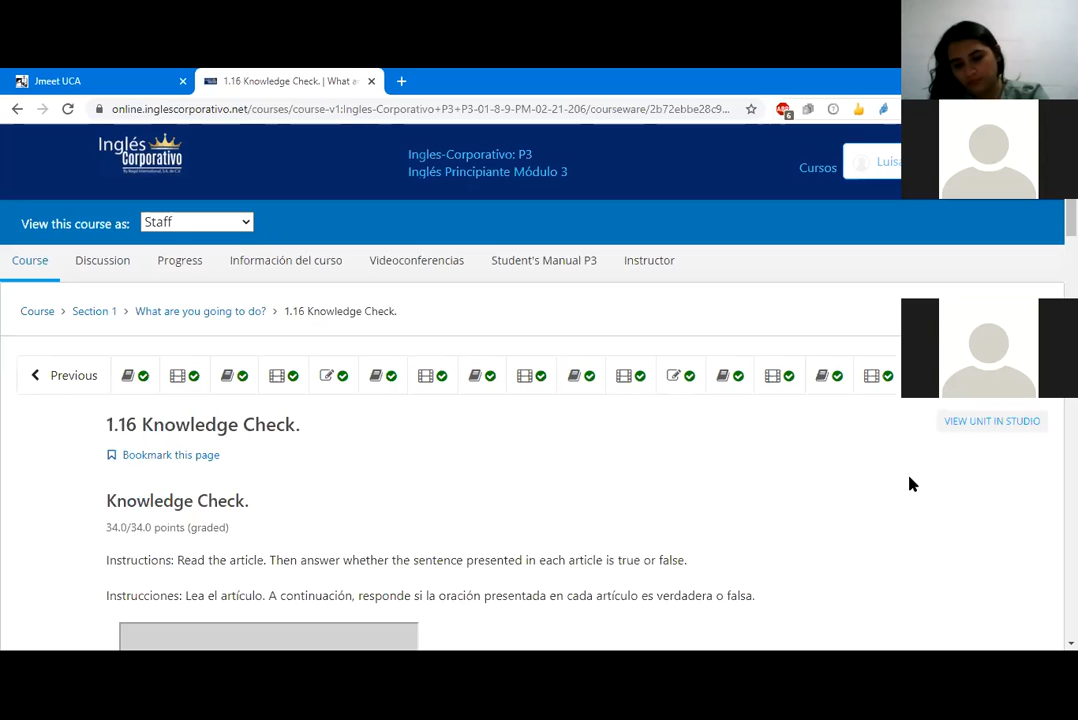 Jmeet UCA
1.16 Knowledge Check. | What a
online.inglescorporativo.net/courses/course-v1:Ingles-Corporativo+P3+P3-01-8-9-PM-02-21-206/courseware/2b72ebbe28c9...
6
Inglés
Corporativo
Ingles-Corporativo: P3
Inglés Principiante Módulo 3
Cursos
Luisa
View this course as:
Staff
Course
Discussion
Progress
Información del curso
Videoconferencias
Student's Manual P3
Instructor
Course > Section 1 > What are you going to do? > 1.16 Knowledge Check.
Previous
1.16 Knowledge Check.
VIEW UNIT IN STUDIO
Bookmark this page
Knowledge Check.
34.0/34.0 points (graded)
Instructions: Read the article. Then answer whether the sentence presented in each article is true or false.
Instrucciones: Lea el artículo. A continuación, responde si la oración presentada en cada artículo es verdadera o falsa.